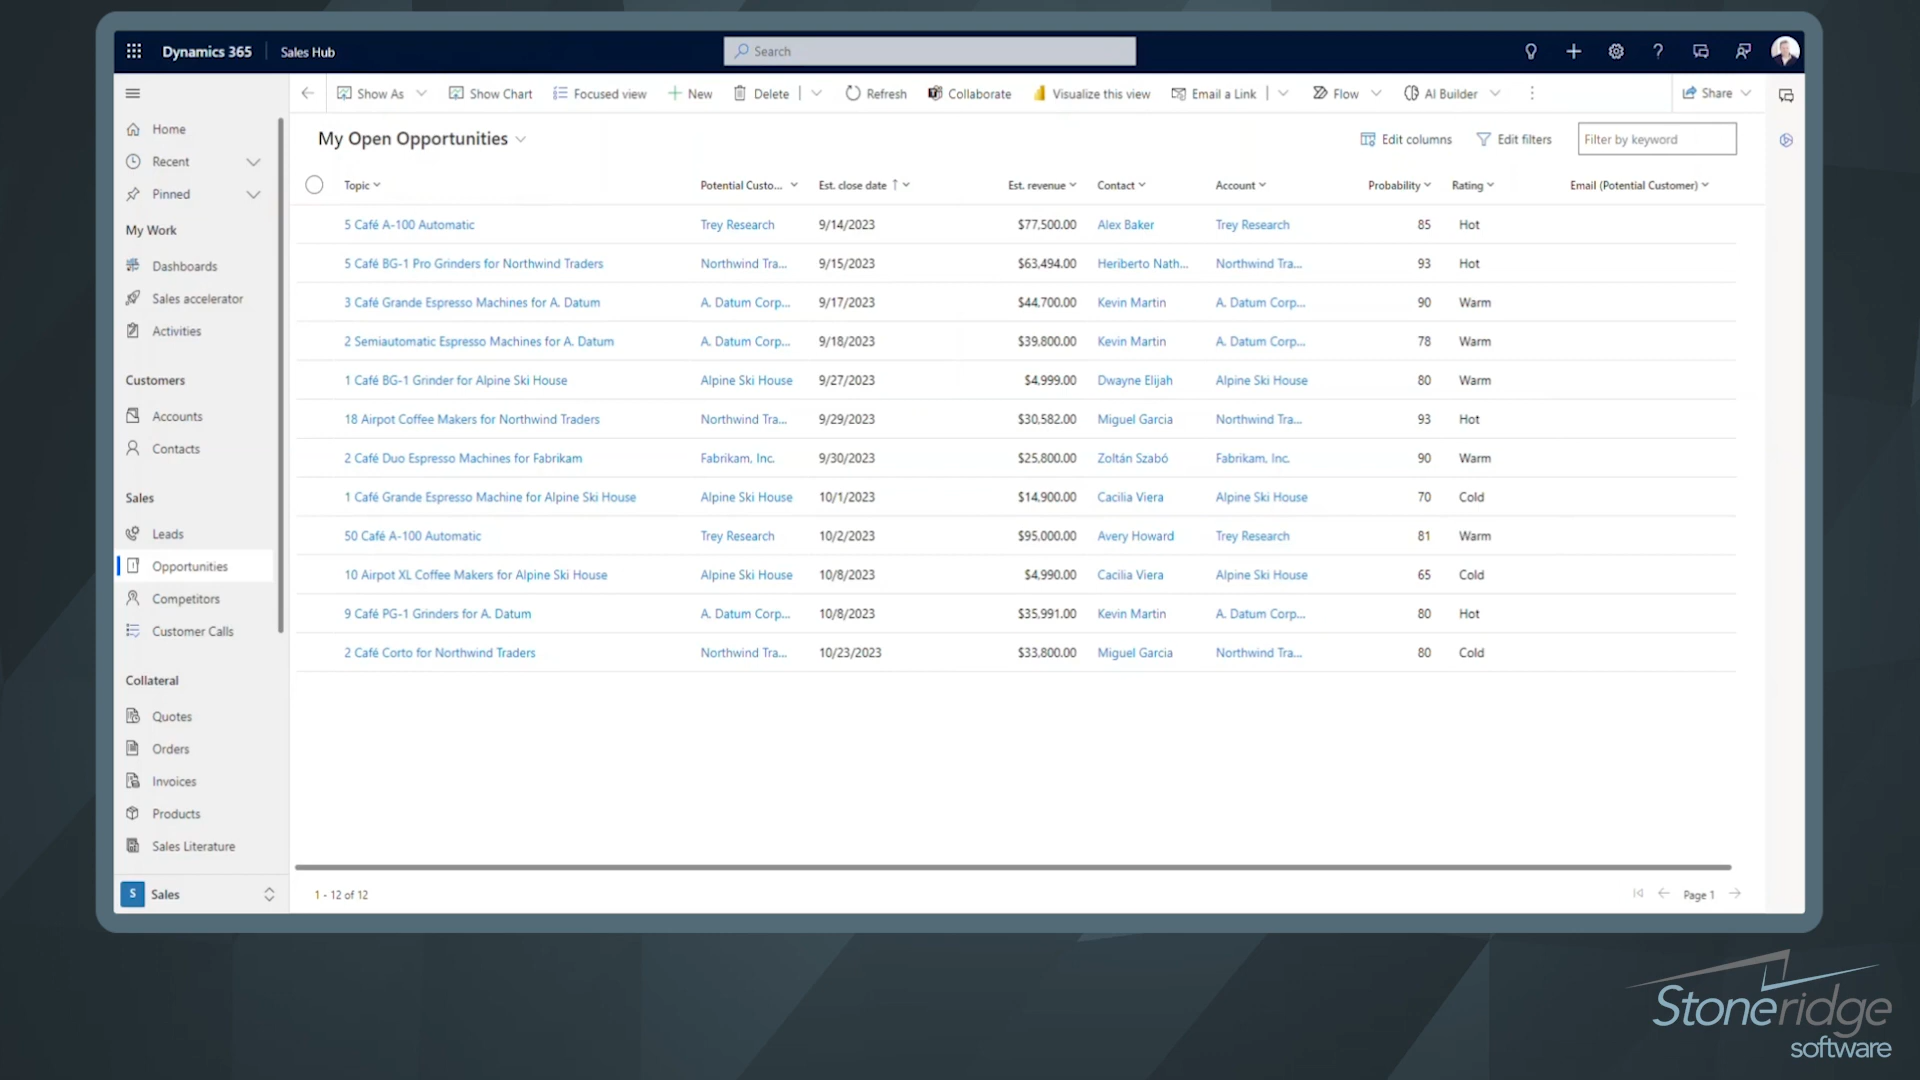 Dynamics 365 Sales Hub Search
Show As Show Chart Focused view New Delete Refresh Collaborate Visualize this view Email a Link Flow AI Builder Share
Home
Recent
Pinned
My Work
Dashboards
Sales accelerator
Activities
Customers
Accounts
Contacts
Sales
Leads
Opportunities
Competitors
Customer Calls
Collateral
Quotes
Orders
Invoices
Products
Sales Literature
S Sales
My Open Opportunities Edit columns Edit filters Filter by keyword
Topic Potential Custo... Est. close date Est. revenue Contact Account Probability Rating Email (Potential Customer)
5 Café A-100 Automatic Trey Research 9/14/2023 $77,500.00 Alex Baker Trey Research 85 Hot
5 Café BG-1 Pro Grinders for Northwind Traders Northwind Tra... 9/15/2023 $63,494.00 Heriberto Nath... Northwind Tra... 93 Hot
3 Café Grande Espresso Machines for A. Datum A. Datum Corp... 9/17/2023 $44,700.00 Kevin Martin A. Datum Corp... 90 Warm
2 Semiautomatic Espresso Machines for A. Datum A. Datum Corp... 9/18/2023 $39,800.00 Kevin Martin A. Datum Corp... 78 Warm
1 Café BG-1 Grinder for Alpine Ski House Alpine Ski House 9/27/2023 $4,999.00 Dwayne Elijah Alpine Ski House 80 Warm
18 Airpot Coffee Makers for Northwind Traders Northwind Tra... 9/29/2023 $30,582.00 Miguel Garcia Northwind Tra... 93 Hot
2 Café Duo Espresso Machines for Fabrikam Fabrikam, Inc. 9/30/2023 $25,800.00 Zoltán Szabó Fabrikam, Inc. 90 Warm
1 Café Grande Espresso Machine for Alpine Ski House Alpine Ski House 10/1/2023 $14,900.00 Cacilia Viera Alpine Ski House 70 Cold
50 Café A-100 Automatic Trey Research 10/2/2023 $95,000.00 Avery Howard Trey Research 81 Warm
10 Airpot XL Coffee Makers for Alpine Ski House Alpine Ski House 10/8/2023 $4,990.00 Cacilia Viera Alpine Ski House 65 Cold
9 Café PG-1 Grinders for A. Datum A. Datum Corp... 10/8/2023 $35,991.00 Kevin Martin A. Datum Corp... 80 Hot
2 Café Corto for Northwind Traders Northwind Tra... 10/23/2023 $33,800.00 Miguel Garcia Northwind Tra... 80 Cold
1 - 12 of 12 Page 1
Stoneridge
software